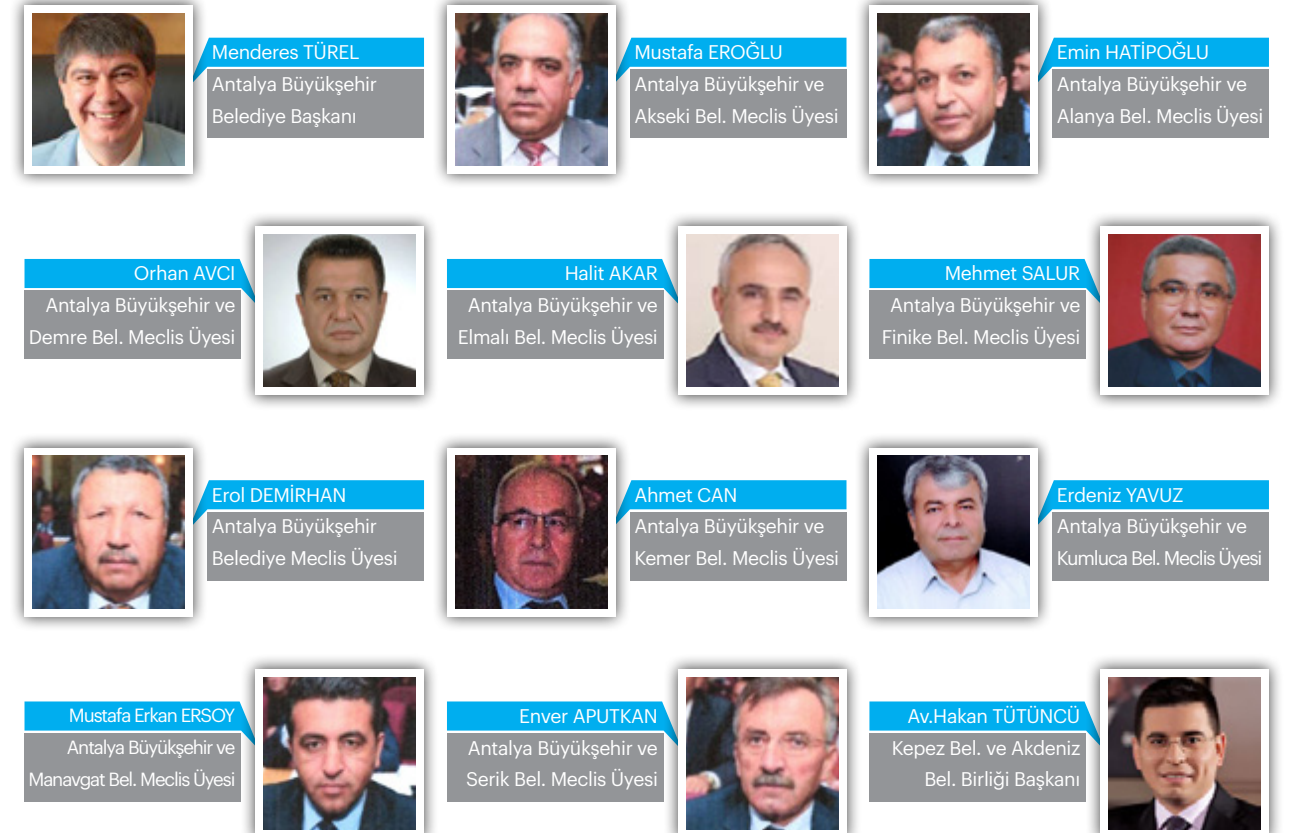 Menderes TÜREL
Antalya Büyükşehir
Belediye Başkanı
Mustafa EROĞLU
Antalya Büyükşehir ve
Akseki Bel. Meclis Üyesi
Emin HATİPOĞLU
Antalya Büyükşehir ve
Alanya Bel. Meclis Üyesi
Orhan AVCI
Antalya Büyükşehir ve
Demre Bel. Meclis Üyesi
Halit AKAR
Antalya Büyükşehir ve
Elmalı Bel. Meclis Üyesi
Mehmet SALUR
Antalya Büyükşehir ve
Finike Bel. Meclis Üyesi
Erol DEMİRHAN
Antalya Büyükşehir
Belediye Meclis Üyesi
Ahmet CAN
Antalya Büyükşehir ve
Kemer Bel. Meclis Üyesi
Erdeniz YAVUZ
Antalya Büyükşehir ve
Kumluca Bel. Meclis Üyesi
Mustafa Erkan ERSOY
Antalya Büyükşehir ve
Manavgat Bel. Meclis Üyesi
Enver APUTKAN
Antalya Büyükşehir ve
Serik Bel. Meclis Üyesi
Av.Hakan TÜTÜNCÜ
Kepez Bel. ve Akdeniz
Bel. Birliği Başkanı